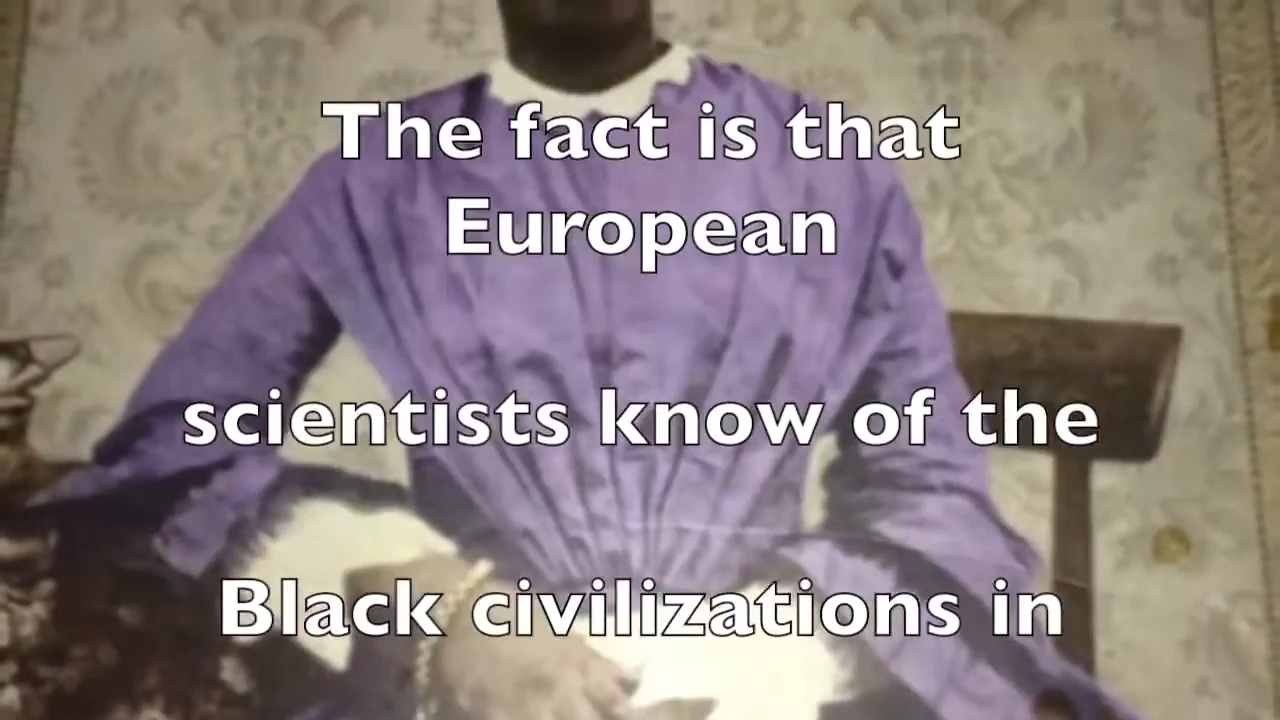 The fact is that
European
scientists know of the
Black civilizations in